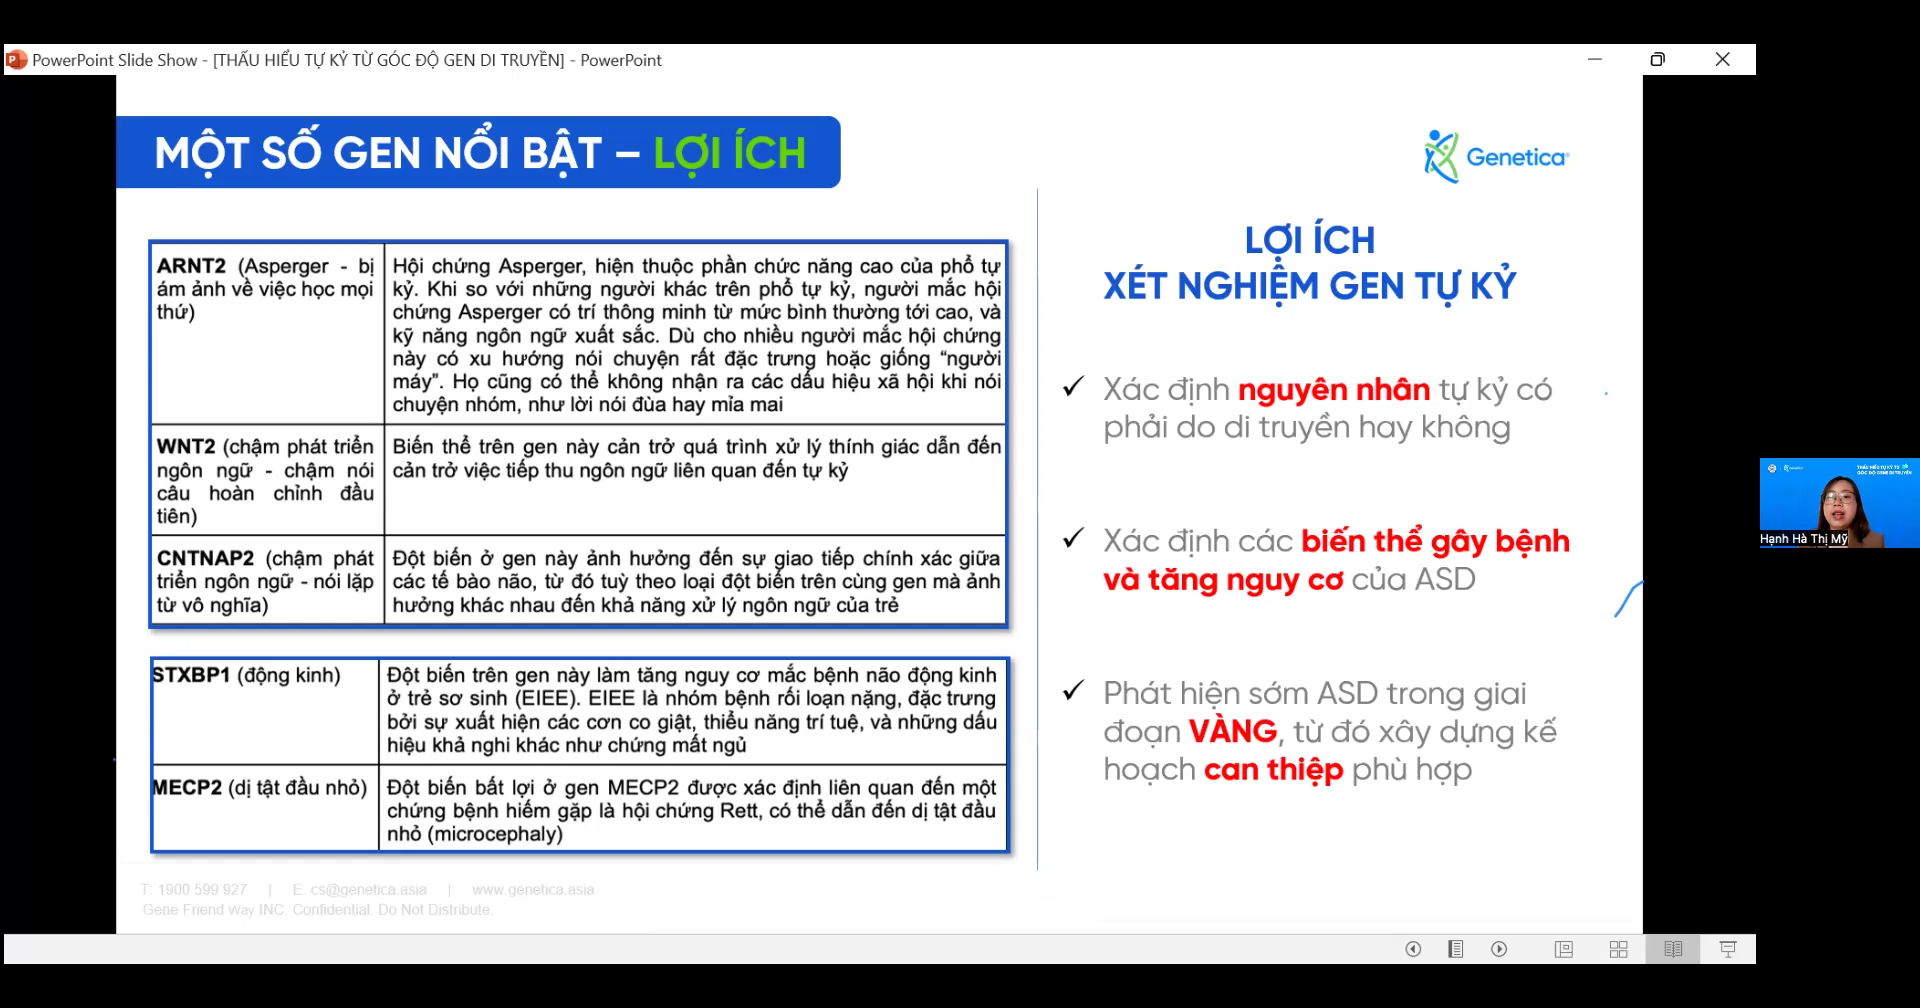 PowerPoint Slide Show - [THẤU HIỂU TỰ KỶ TỪ GÓC ĐỘ GEN DI TRUYỀN] - PowerPoint
MỘT SỐ GEN NỔI BẬT – LỢI ÍCH
Genetica
ARNT2 (Asperger - bị
ám ảnh về việc học mọi
thứ)
Hội chứng Asperger, hiện thuộc phần chức năng cao của phổ tự
kỷ. Khi so với những người khác trên phổ tự kỷ, người mắc hội
chứng Asperger có trí thông minh từ mức bình thường tới cao, và
kỹ năng ngôn ngữ xuất sắc. Dù cho nhiều người mắc hội chứng
này có xu hướng nói chuyện rất đặc trưng hoặc giống “người
máy”. Họ cũng có thể không nhận ra các dấu hiệu xã hội khi nói
chuyện nhóm, như lời nói đùa hay mỉa mai
WNT2 (chậm phát triển
ngôn ngữ - chậm nói
câu hoàn chỉnh đầu
tiên)
Biến thể trên gen này cản trở quá trình xử lý thính giác dẫn đến
cản trở việc tiếp thu ngôn ngữ liên quan đến tự kỷ
CNTNAP2 (chậm phát
triển ngôn ngữ - nói lặp
từ vô nghĩa)
Đột biến ở gen này ảnh hưởng đến sự giao tiếp chính xác giữa
các tế bào não, từ đó tuỳ theo loại đột biến trên cùng gen mà ảnh
hưởng khác nhau đến khả năng xử lý ngôn ngữ của trẻ
STXBP1 (động kinh)
Đột biến trên gen này làm tăng nguy cơ mắc bệnh não động kinh
ở trẻ sơ sinh (EIEE). EIEE là nhóm bệnh rối loạn nặng, đặc trưng
bởi sự xuất hiện các cơn co giật, thiểu năng trí tuệ, và những dấu
hiệu khả nghi khác như chứng mất ngủ
MECP2 (dị tật đầu nhỏ)
Đột biến bất lợi ở gen MECP2 được xác định liên quan đến một
chứng bệnh hiếm gặp là hội chứng Rett, có thể dẫn đến dị tật đầu
nhỏ (microcephaly)
LỢI ÍCH
XÉT NGHIỆM GEN TỰ KỶ
Xác định nguyên nhân tự kỷ có
phải do di truyền hay không
Xác định các biến thể gây bệnh
và tăng nguy cơ của ASD
Phát hiện sớm ASD trong giai
đoạn VÀNG, từ đó xây dựng kế
hoạch can thiệp phù hợp
T: 1900 599 927 | E. cs@genetica.asia | www.genetica.asia
Gene Friend Way INC. Confidential. Do Not Distribute.
THẤU HIỂU TỰ KỶ TỪ
GÓC ĐỘ GEN DI TRUYỀN
Hạnh Hà Thị Mỹ